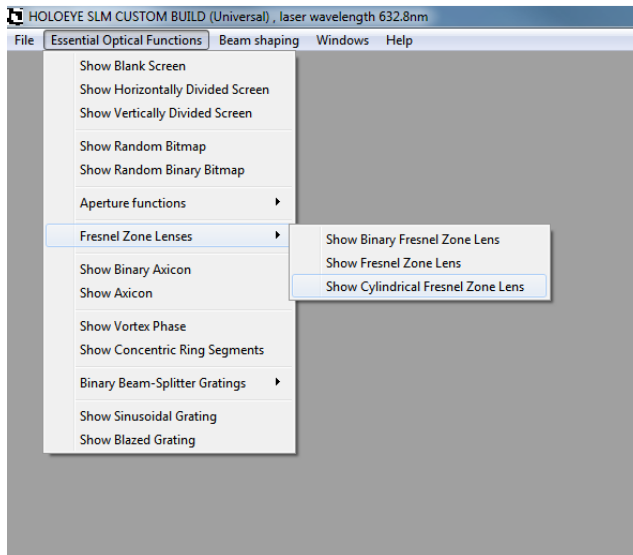 HOLOEYE SLM CUSTOM BUILD (Universal) , laser wavelength 632.8nm
File Essential Optical Functions Beam shaping Windows Help
Show Blank Screen
Show Horizontally Divided Screen
Show Vertically Divided Screen
Show Random Bitmap
Show Random Binary Bitmap
Aperture functions
Fresnel Zone Lenses
Show Binary Fresnel Zone Lens
Show Fresnel Zone Lens
Show Cylindrical Fresnel Zone Lens
Show Binary Axicon
Show Axicon
Show Vortex Phase
Show Concentric Ring Segments
Binary Beam-Splitter Gratings
Show Sinusoidal Grating
Show Blazed Grating